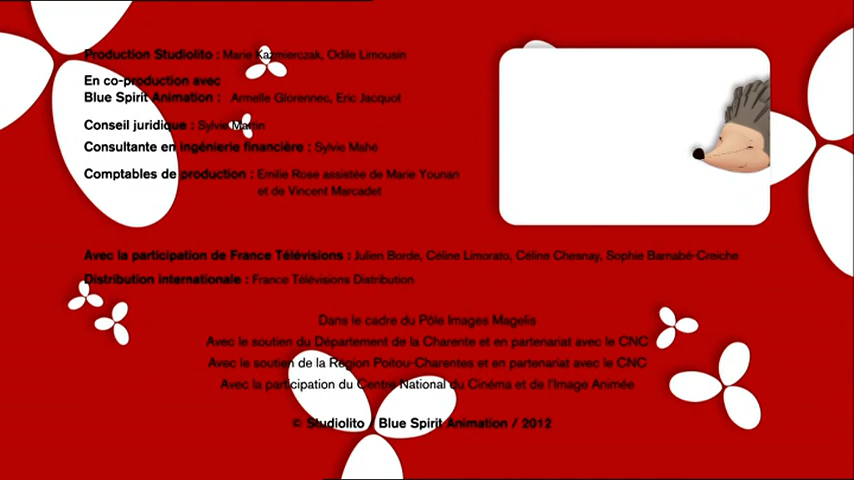 Production Studiolito : Marie Kazmierczak, Odile Limousin
En co-production avec
Blue Spirit Animation : Armelle Glorennec, Eric Jacquot
Conseil juridique : Sylvie Martin
Consultante en ingénierie financière : Sylvie Mahé
Comptables de production : Emilie Rose assistée de Marie Younan
et de Vincent Marcadet
Avec la participation de France Télévisions : Julien Borde, Céline Limorato, Céline Chesnay, Sophie Barnabé-Creiche
Distribution internationale : France Télévisions Distribution
Dans le cadre du Pôle Images Magelis
Avec le soutien du Département de la Charente et en partenariat avec le CNC
Avec le soutien de la Région Poitou-Charentes et en partenariat avec le CNC
Avec la participation du Centre National du Cinéma et de l'Image Animée
© Studiolito / Blue Spirit Animation / 2012